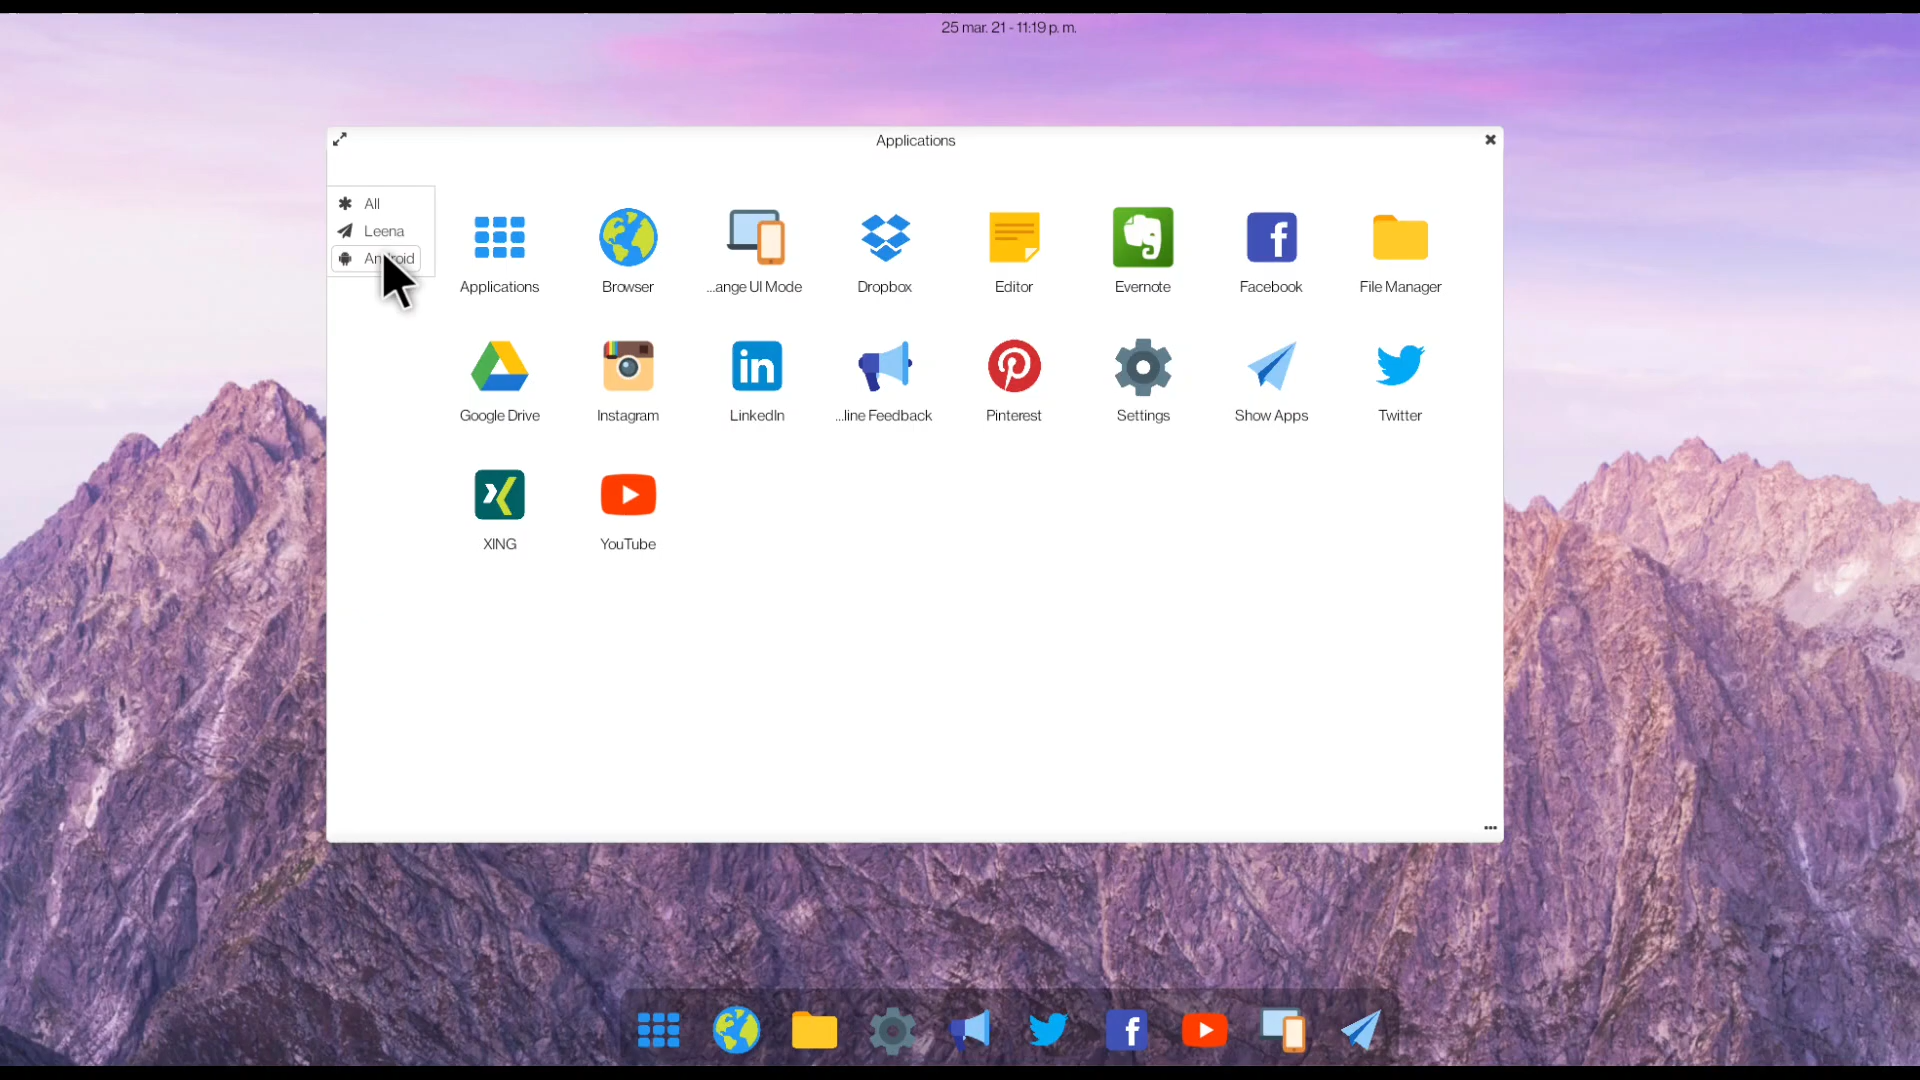 25 mar. 21 - 11:19 p. m.
Applications
All
Leena
Android
Applications
Browser
...ange UI Mode
Dropbox
Editor
Evernote
Facebook
File Manager
Google Drive
Instagram
LinkedIn
...line Feedback
Pinterest
Settings
Show Apps
Twitter
XING
YouTube